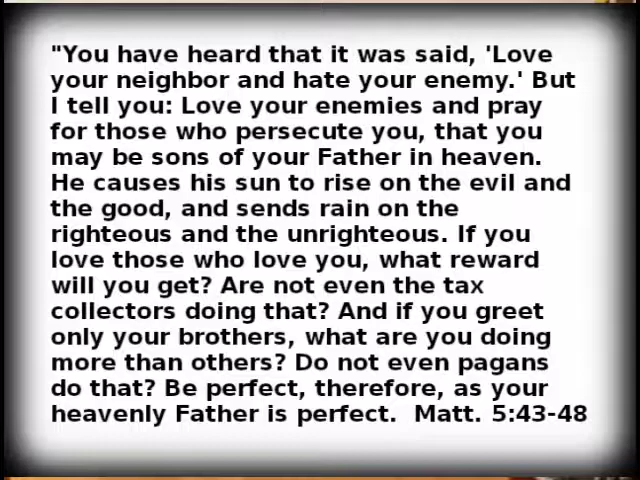 "You have heard that it was said, 'Love
your neighbor and hate your enemy.' But
I tell you: Love your enemies and pray
for those who persecute you, that you
may be sons of your Father in heaven.
He causes his sun to rise on the evil and
the good, and sends rain on the
righteous and the unrighteous. If you
love those who love you, what reward
will you get? Are not even the tax
collectors doing that? And if you greet
only your brothers, what are you doing
more than others? Do not even pagans
do that? Be perfect, therefore, as your
heavenly Father is perfect.  Matt. 5:43-48